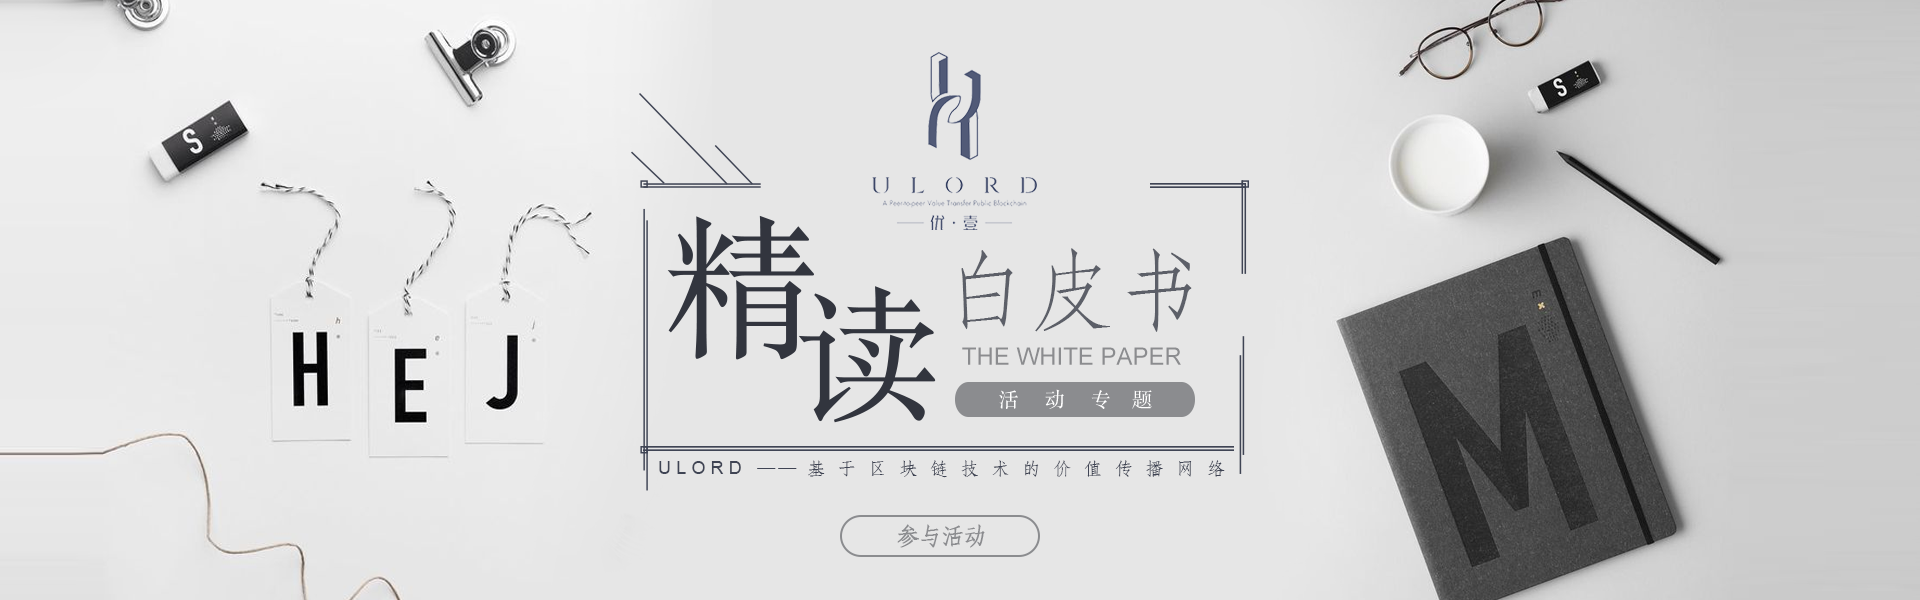 ULORD
A Peer-to-peer Value Transfer Public Blockchain
优·壹
精读
白皮书
THE WHITE PAPER
活动专题
ULORD ——基于区块链技术的价值传播网络
参与活动
S
H
E
J
S
M